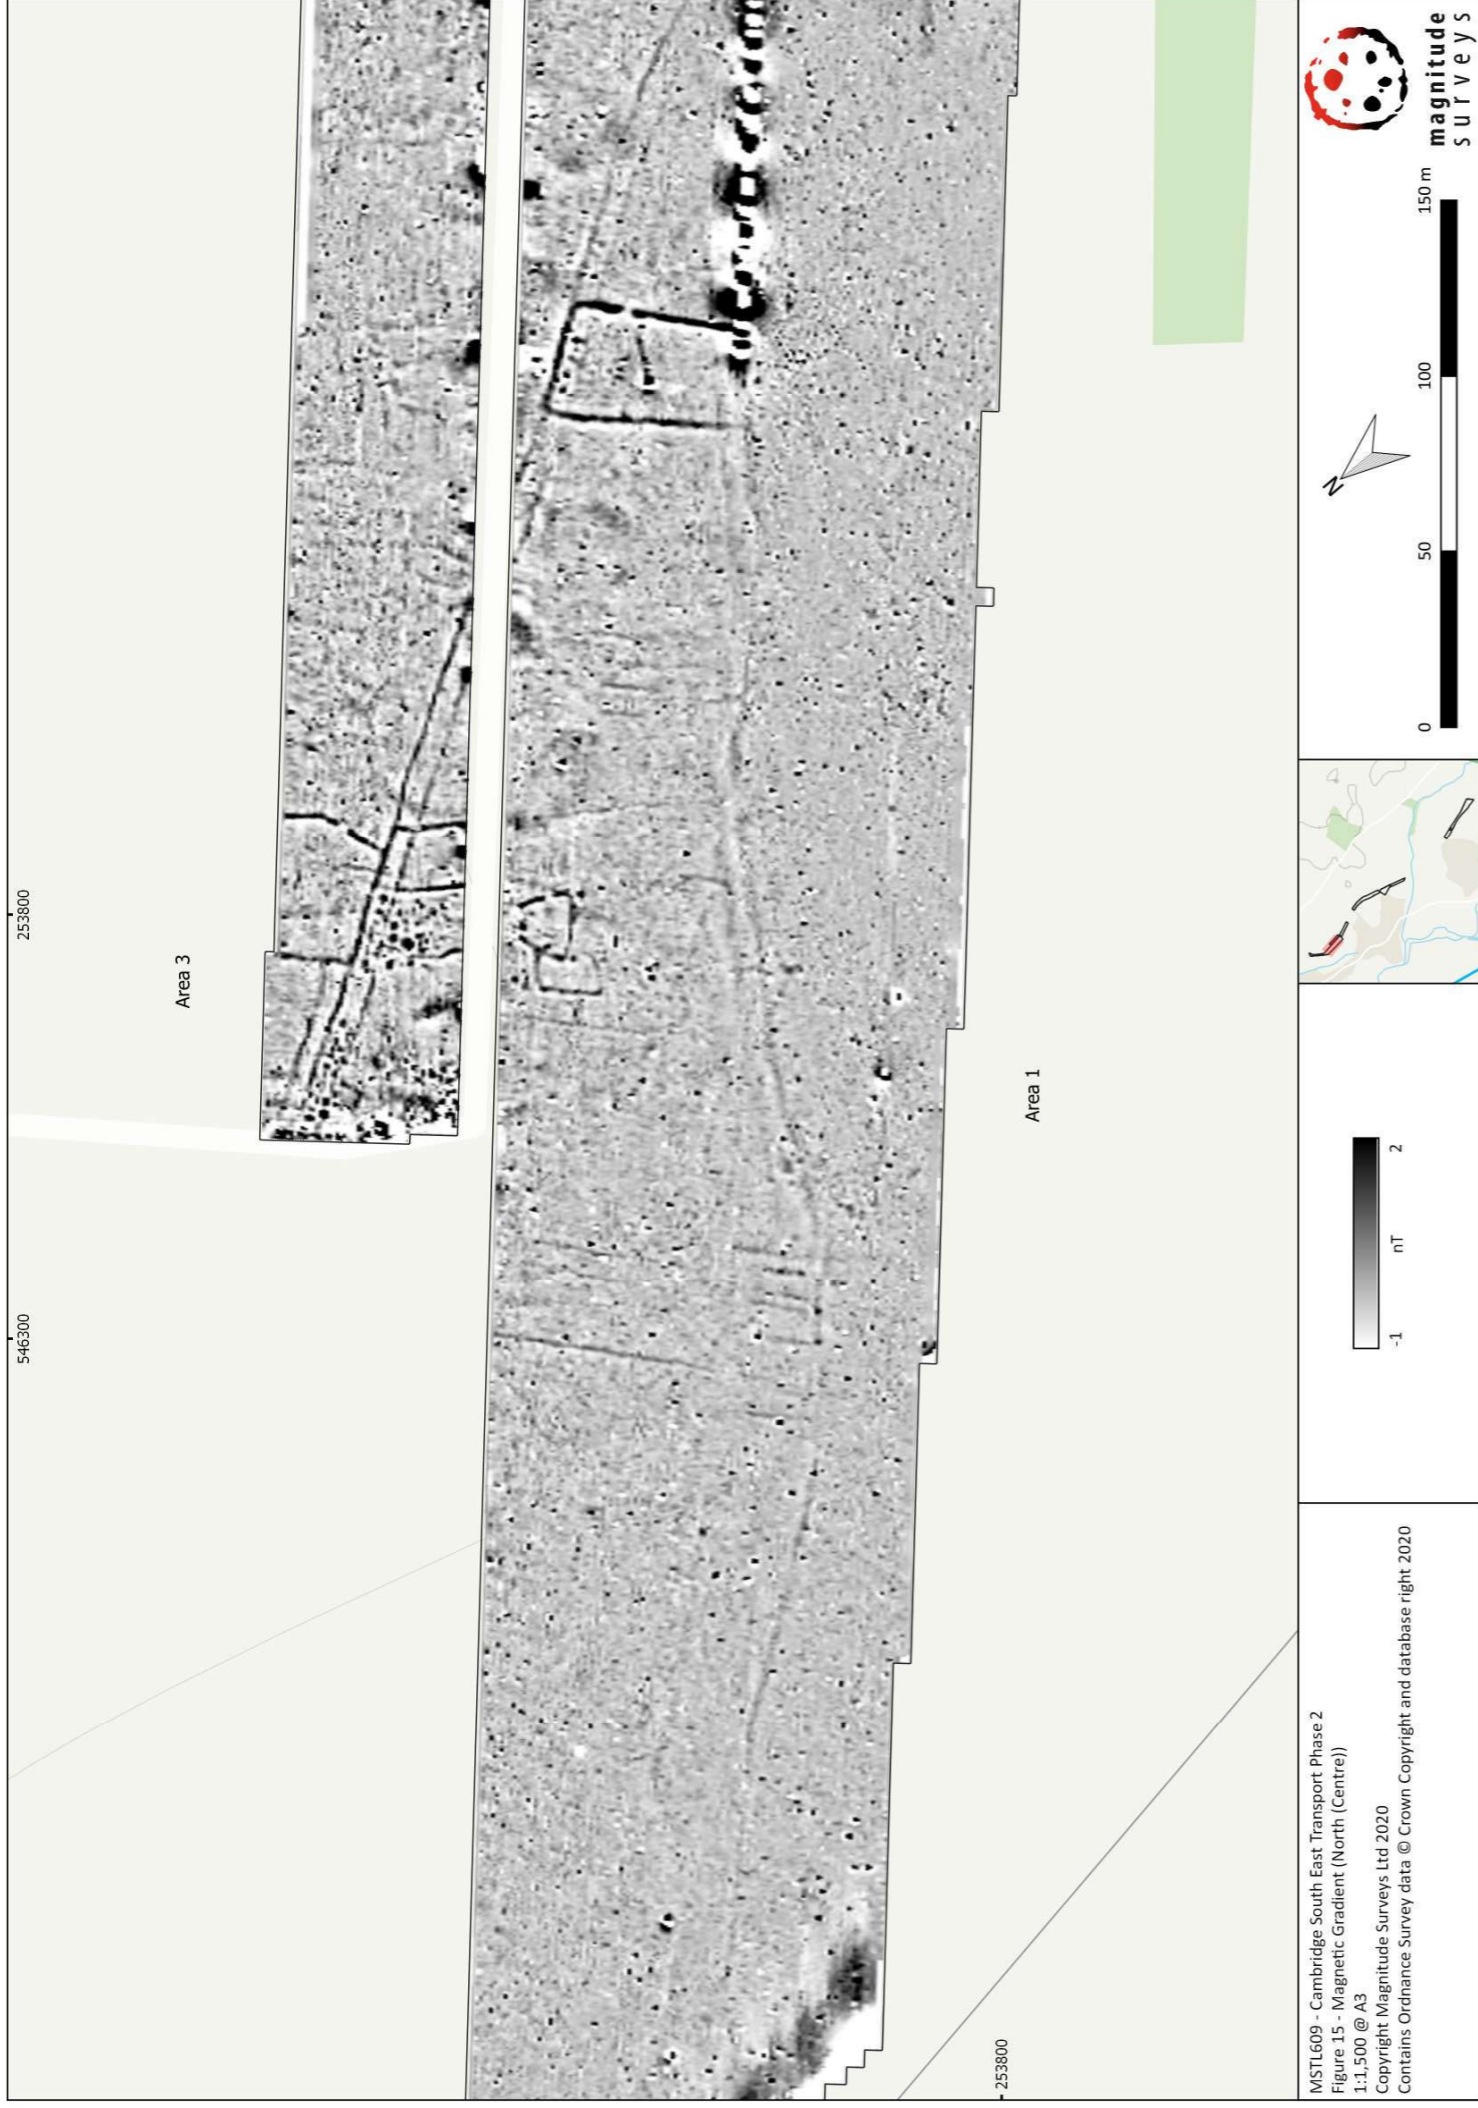 253800
546300
Area 3
Area 1
253800
MSTL609 - Cambridge South East Transport Phase 2
Figure 15 - Magnetic Gradient (North (Centre))
1:1,500 @ A3
Copyright Magnitude Surveys Ltd 2020
Contains Ordnance Survey data © Crown Copyright and database right 2020
-1
nT
2
N
0
50
100
150 m
magnitude
surveys